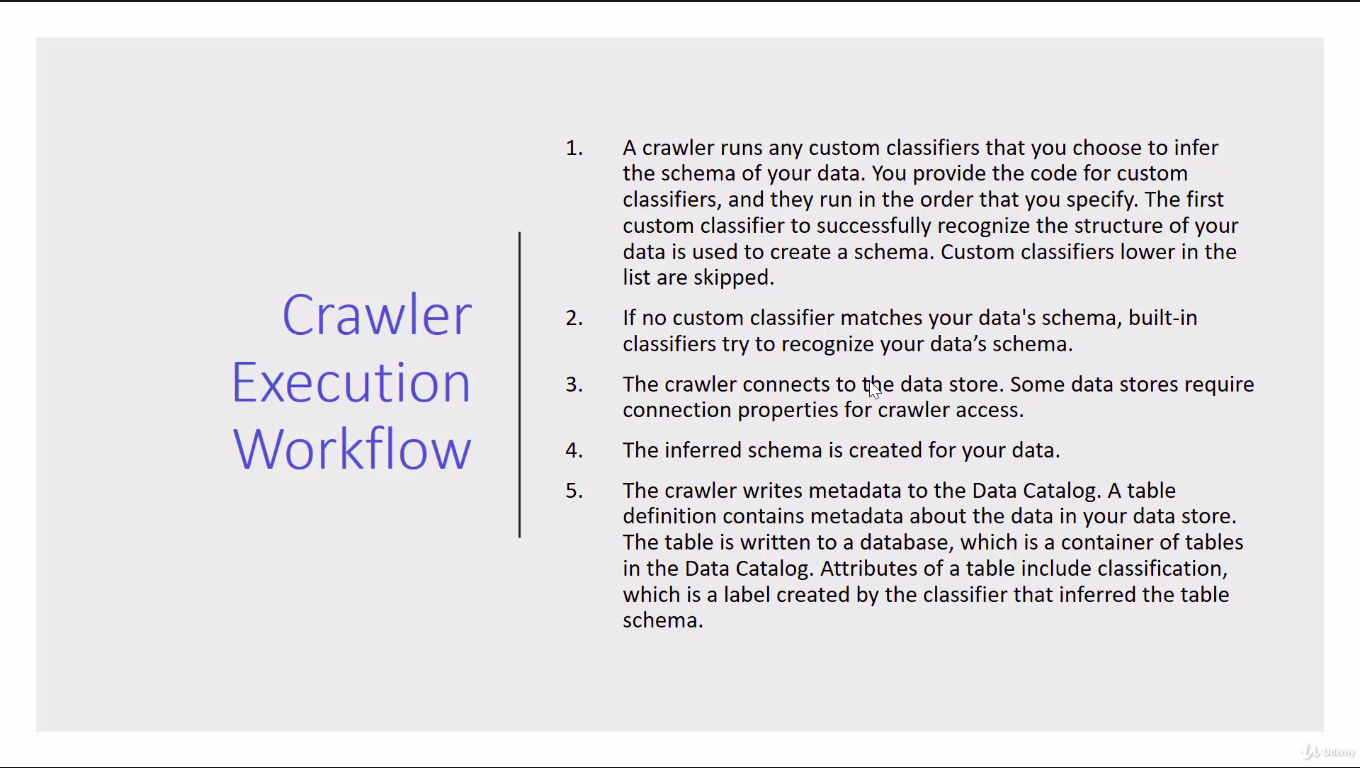 Crawler
Execution
Workflow
1. A crawler runs any custom classifiers that you choose to infer
the schema of your data. You provide the code for custom
classifiers, and they run in the order that you specify. The first
custom classifier to successfully recognize the structure of your
data is used to create a schema. Custom classifiers lower in the
list are skipped.
2. If no custom classifier matches your data's schema, built-in
classifiers try to recognize your data’s schema.
3. The crawler connects to the data store. Some data stores require
connection properties for crawler access.
4. The inferred schema is created for your data.
5. The crawler writes metadata to the Data Catalog. A table
definition contains metadata about the data in your data store.
The table is written to a database, which is a container of tables
in the Data Catalog. Attributes of a table include classification,
which is a label created by the classifier that inferred the table
schema.
Udemy